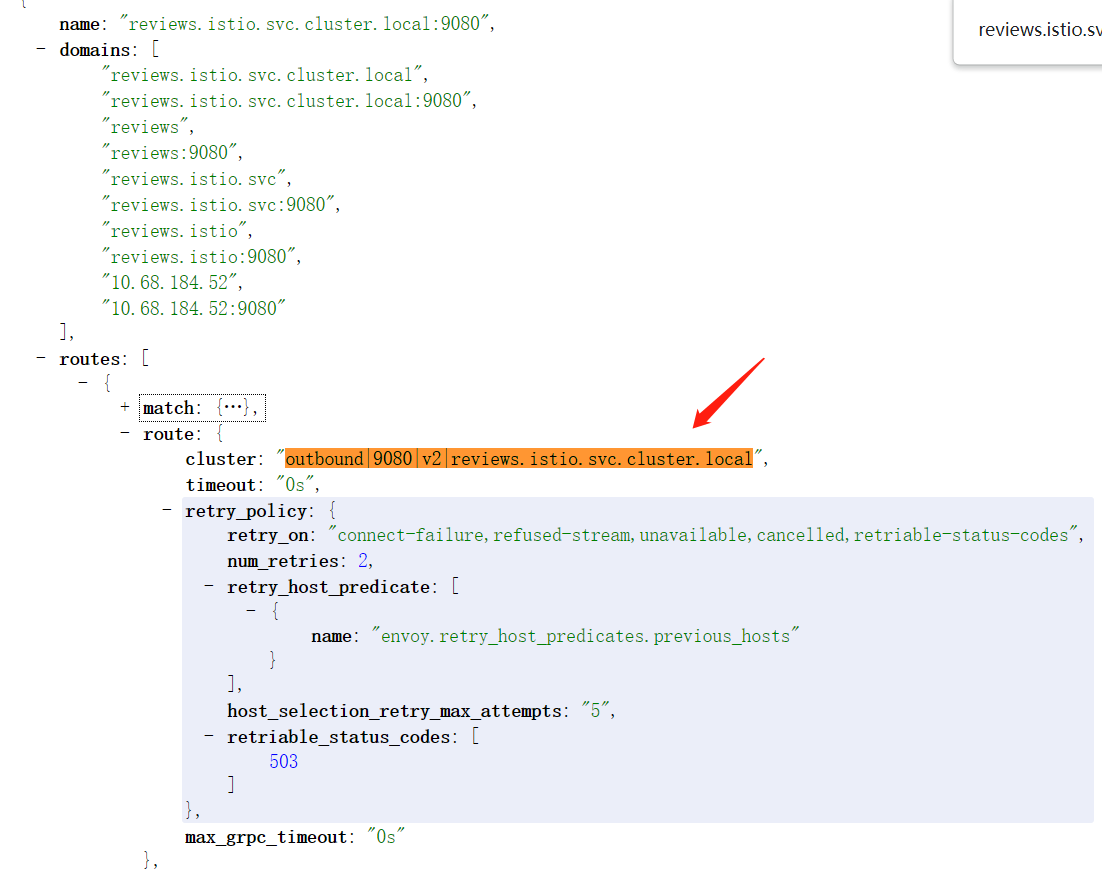 {
name: "reviews.istio.svc.cluster.local:9080",
- domains: [
"reviews.istio.svc.cluster.local",
"reviews.istio.svc.cluster.local:9080",
"reviews",
"reviews:9080",
"reviews.istio.svc",
"reviews.istio.svc:9080",
"reviews.istio",
"reviews.istio:9080",
"10.68.184.52",
"10.68.184.52:9080"
],
- routes: [
- {
+ match: {…},
- route: {
cluster: "outbound|9080|v2|reviews.istio.svc.cluster.local",
timeout: "0s",
- retry_policy: {
retry_on: "connect-failure,refused-stream,unavailable,cancelled,retriable-status-codes",
num_retries: 2,
- retry_host_predicate: [
- {
name: "envoy.retry_host_predicates.previous_hosts"
}
],
host_selection_retry_max_attempts: "5",
- retriable_status_codes: [
503
]
},
max_grpc_timeout: "0s"
},
reviews.istio.sv